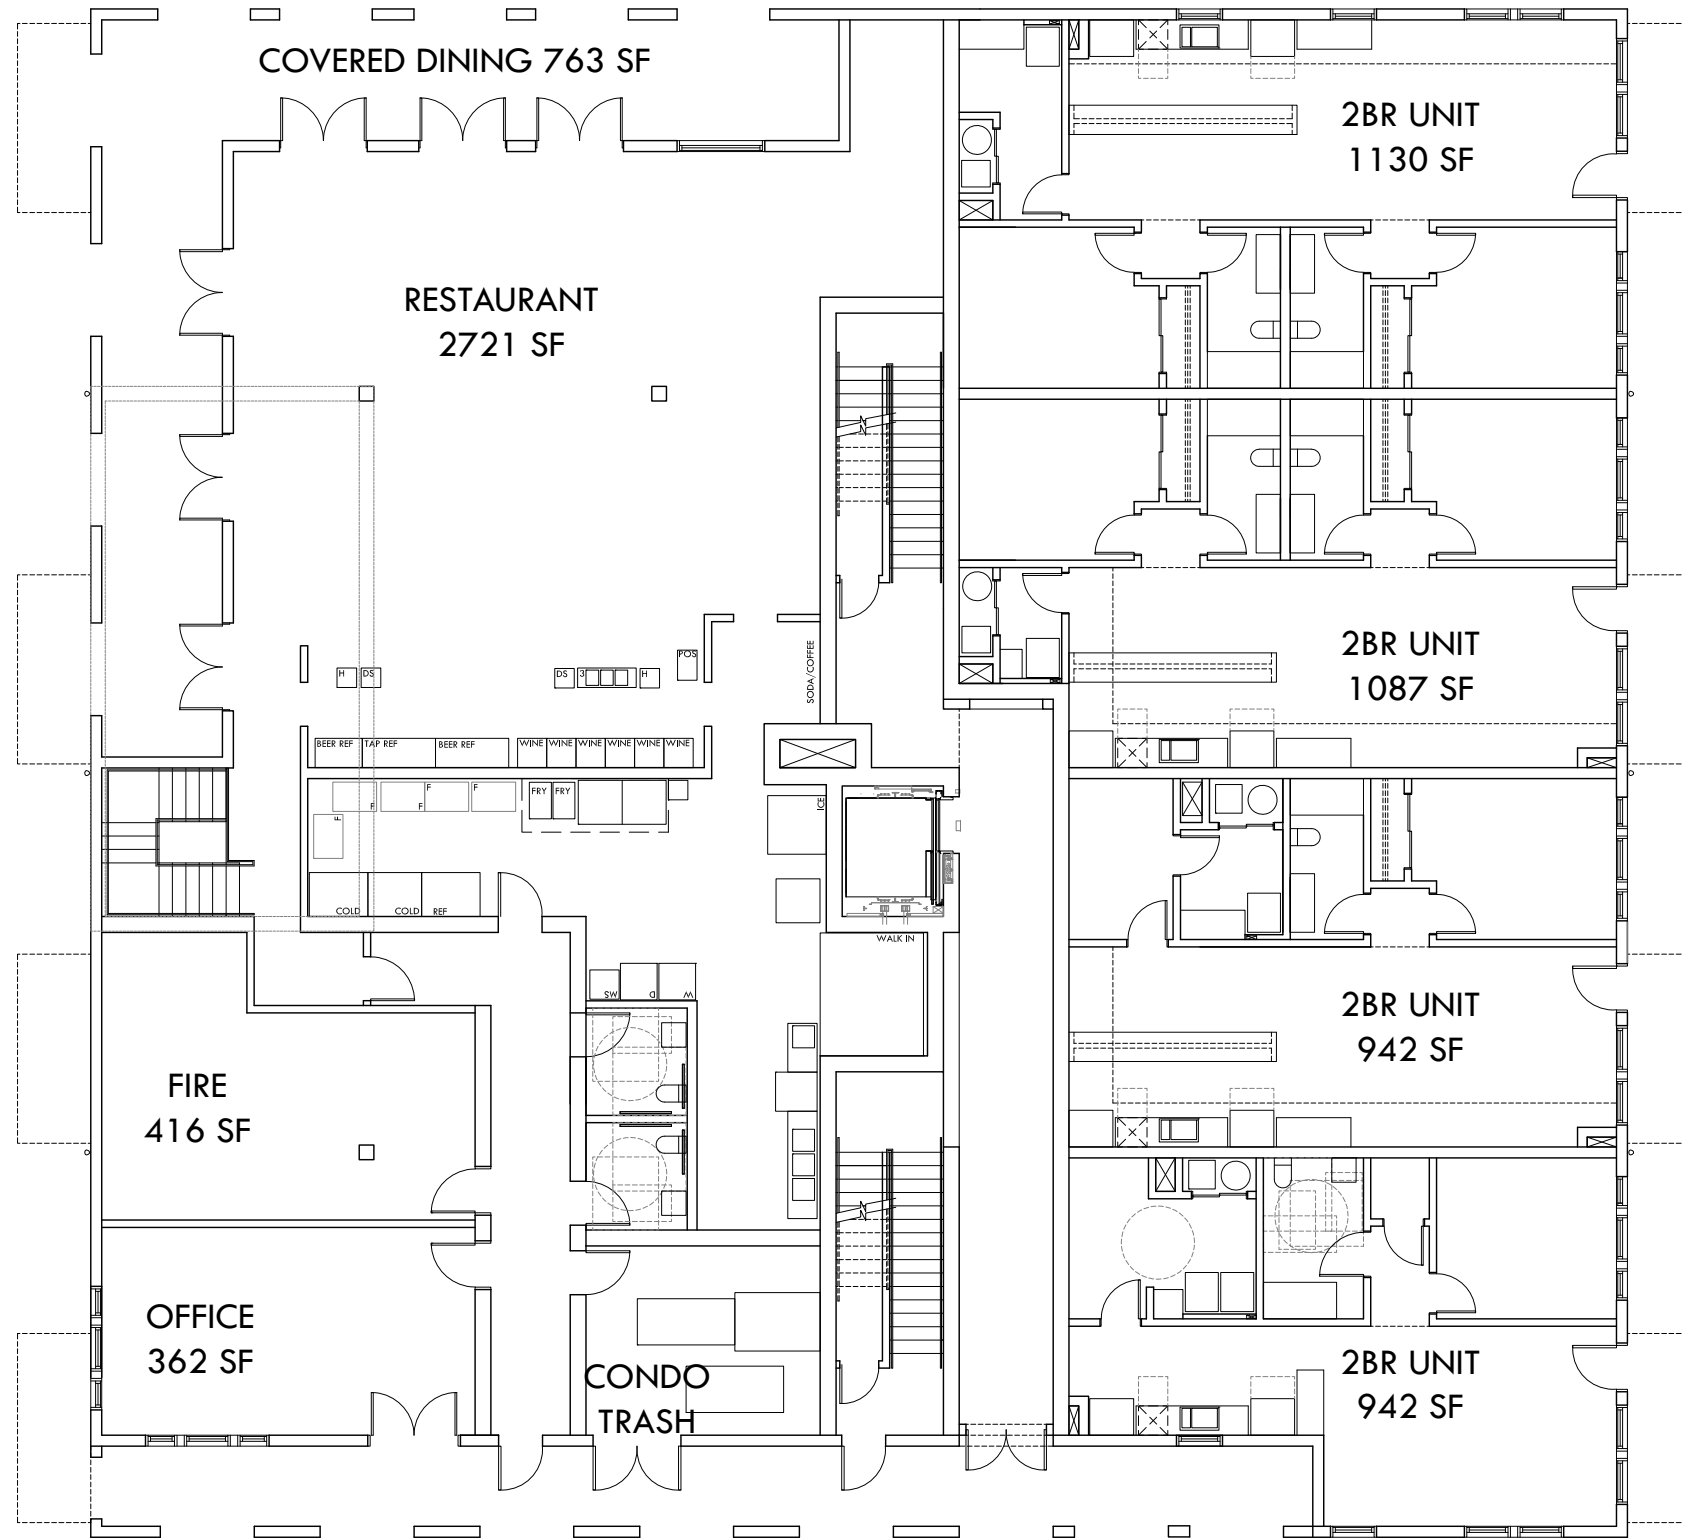 COVERED DINING 763 SF
2BR UNIT
1130 SF
RESTAURANT
2721 SF
2BR UNIT
1087 SF
SODA/COFFEE
POS
H
DS
DS
3
H
BEER REF
TAP REF
BEER REF
WINE
WINE
WINE
WINE
WINE
WINE
F
F
F
F
F
FRY
FRY
ICE
COLD
COLD
REF
WALK IN
MS
D
W
2BR UNIT
942 SF
FIRE
416 SF
OFFICE
362 SF
CONDO
TRASH
2BR UNIT
942 SF